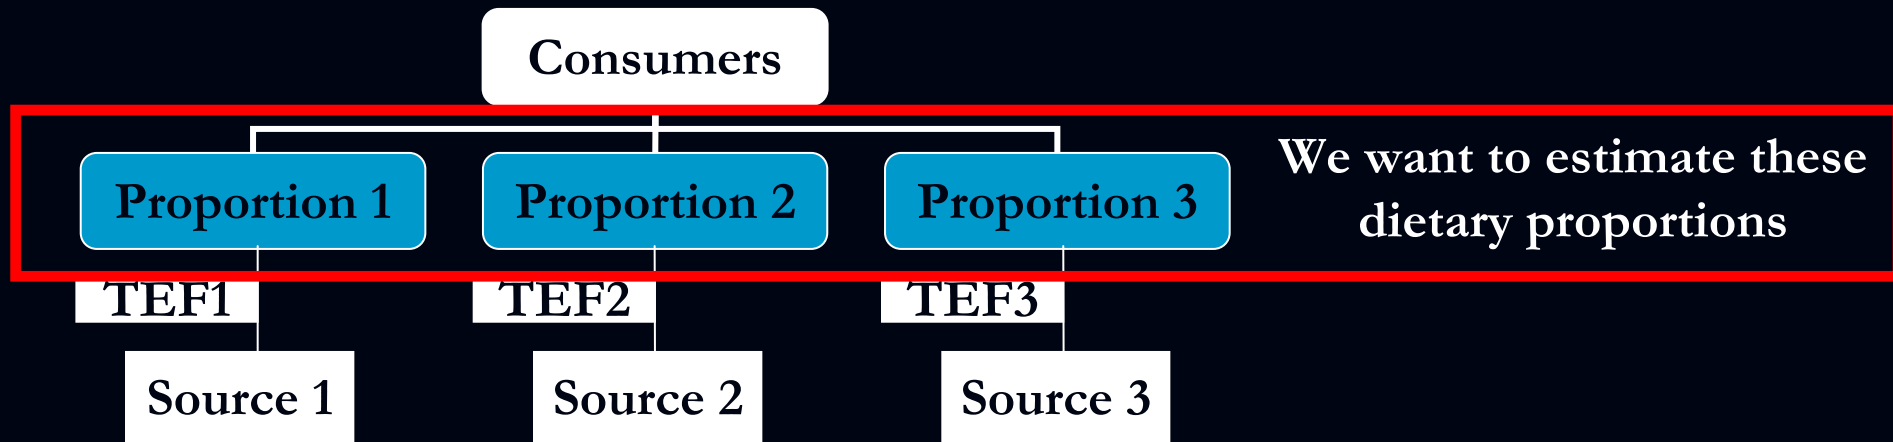 Consumers
Proportion 1
Proportion 2
Proportion 3
We want to estimate these
dietary proportions
TEF1
TEF2
TEF3
Source 1
Source 2
Source 3